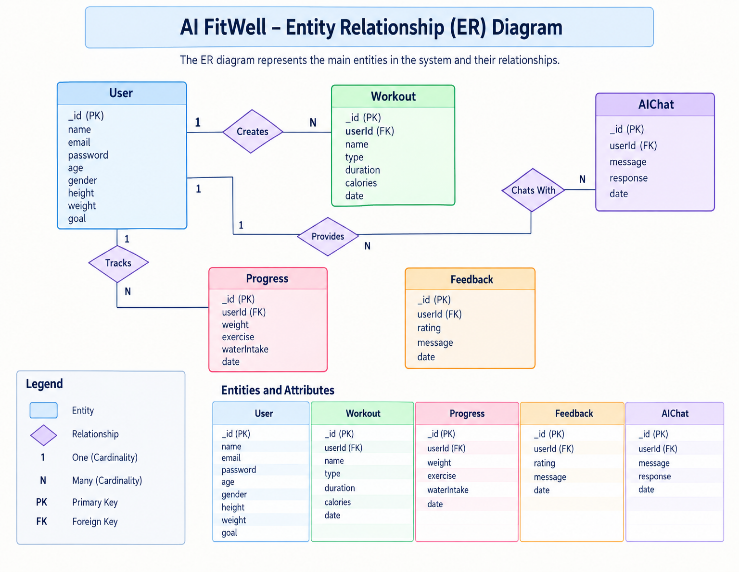 AI FitWell – Entity Relationship (ER) Diagram
The ER diagram represents the main entities in the system and their relationships.
User
_id (PK)
name
email
password
age
gender
height
weight
goal
1
Creates
N
Workout
_id (PK)
userId (FK)
name
type
duration
calories
date
AIChat
_id (PK)
userId (FK)
message
response
date
1
1
Provides
N
Chats With
N
1
Tracks
N
Progress
_id (PK)
userId (FK)
weight
exercise
waterIntake
date
Feedback
_id (PK)
userId (FK)
rating
message
date
Legend
Entity
Relationship
1 One (Cardinality)
N Many (Cardinality)
PK Primary Key
FK Foreign Key
Entities and Attributes
User
_id (PK)
name
email
password
age
gender
height
weight
goal
Workout
_id (PK)
userId (FK)
name
type
duration
calories
date
Progress
_id (PK)
userId (FK)
weight
exercise
waterIntake
date
Feedback
_id (PK)
userId (FK)
rating
message
date
AIChat
_id (PK)
userId (FK)
message
response
date